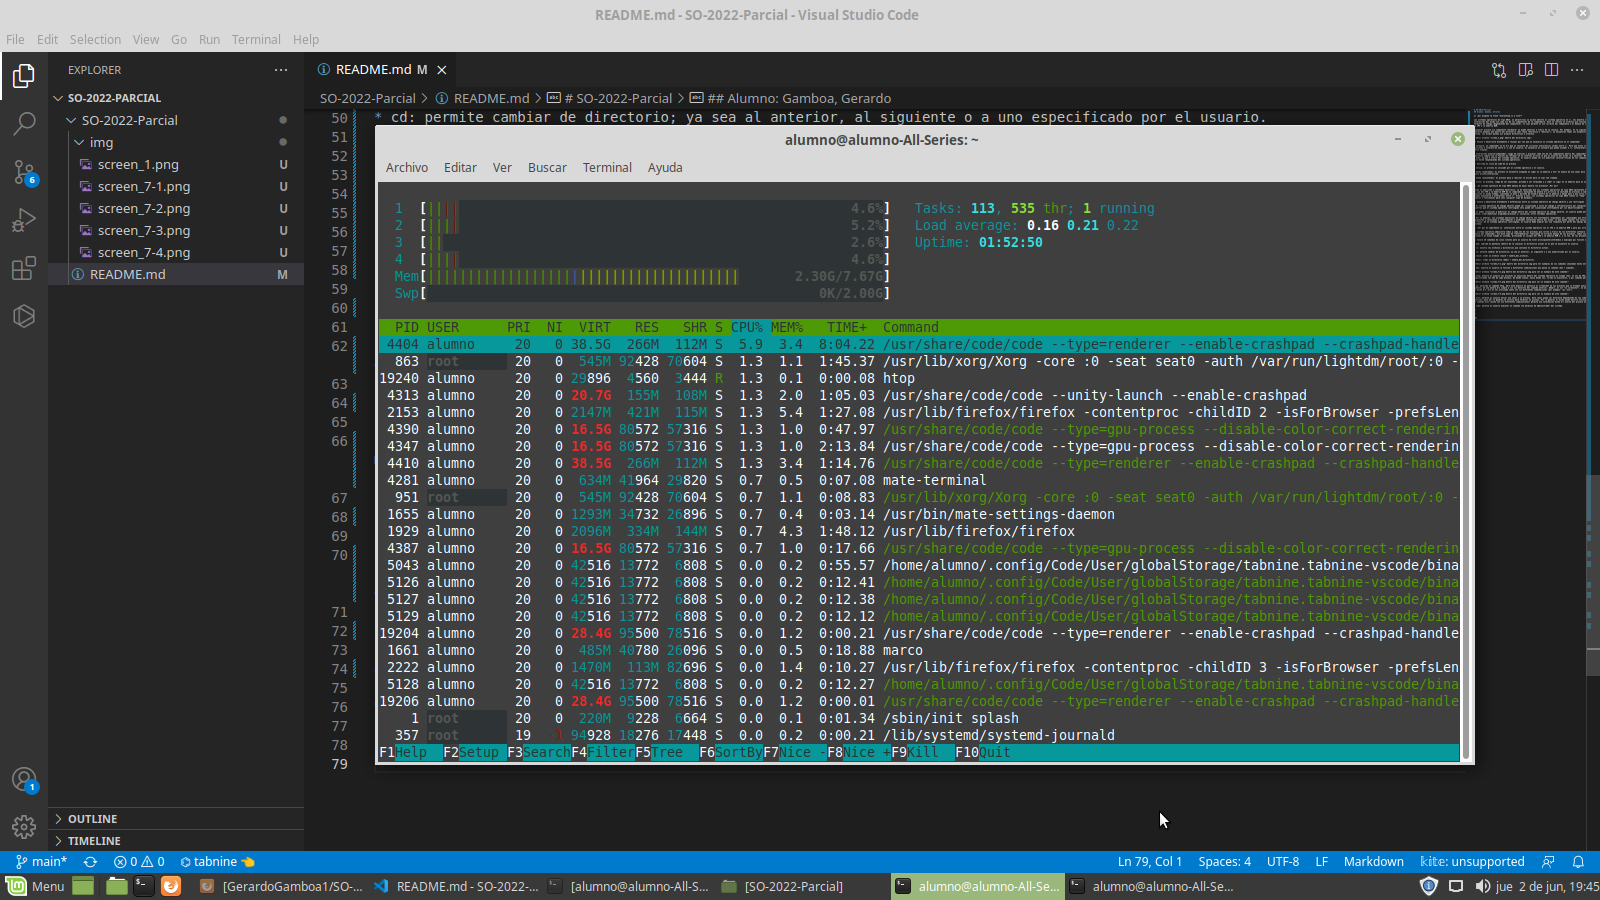 README.md - SO-2022-Parcial - Visual Studio Code
File Edit Selection View Go Run Terminal Help
EXPLORER
README.md M
SO-2022-PARCIAL
SO-2022-Parcial > README.md > # SO-2022-Parcial > ## Alumno: Gamboa, Gerardo
SO-2022-Parcial
img
screen_1.png U
screen_7-1.png U
screen_7-2.png U
screen_7-3.png U
screen_7-4.png U
README.md M
6
1
OUTLINE
TIMELINE
50 * cd: permite cambiar de directorio; ya sea al anterior, al siguiente o a uno especificado por el usuario.
51
52
53
54
55
56
57
58
59
60
61
62
63
64
65
66
67
68
69
70
71
72
73
74
75
76
77
78
79
alumno@alumno-All-Series: ~
Archivo Editar Ver Buscar Terminal Ayuda
1 [|||| 4.6%] Tasks: 113, 535 thr; 1 running
2 [|||| 5.2%] Load average: 0.16 0.21 0.22
3 [|| 2.6%] Uptime: 01:52:50
4 [|||| 4.6%]
Mem[||||||||||||||||||||||||||||||||||||||| 2.30G/7.67G]
Swp[ 0K/2.00G]
PID USER PRI NI VIRT RES SHR S CPU% MEM% TIME+ Command
4404 alumno 20 0 38.5G 266M 112M S 5.9 3.4 8:04.22 /usr/share/code/code --type=renderer --enable-crashpad --crashpad-handle
863 root 20 0 545M 92428 70604 S 1.3 1.1 1:45.37 /usr/lib/xorg/Xorg -core :0 -seat seat0 -auth /var/run/lightdm/root/:0 -
19240 alumno 20 0 29896 4560 3444 R 1.3 0.1 0:00.08 htop
4313 alumno 20 0 20.7G 155M 108M S 1.3 2.0 1:05.03 /usr/share/code/code --unity-launch --enable-crashpad
2153 alumno 20 0 2147M 421M 115M S 1.3 5.4 1:27.08 /usr/lib/firefox/firefox -contentproc -childID 2 -isForBrowser -prefsLen
4390 alumno 20 0 16.5G 80572 57316 S 1.3 1.0 0:47.97 /usr/share/code/code --type=gpu-process --disable-color-correct-renderin
4347 alumno 20 0 16.5G 80572 57316 S 1.3 1.0 2:13.84 /usr/share/code/code --type=gpu-process --disable-color-correct-renderin
4410 alumno 20 0 38.5G 266M 112M S 1.3 3.4 1:14.76 /usr/share/code/code --type=renderer --enable-crashpad --crashpad-handle
4281 alumno 20 0 634M 41964 29820 S 0.7 0.5 0:07.08 mate-terminal
951 root 20 0 545M 92428 70604 S 0.7 1.1 0:08.83 /usr/lib/xorg/Xorg -core :0 -seat seat0 -auth /var/run/lightdm/root/:0 -
1655 alumno 20 0 1293M 34732 26896 S 0.7 0.4 0:03.14 /usr/bin/mate-settings-daemon
1929 alumno 20 0 2096M 334M 144M S 0.7 4.3 1:48.12 /usr/lib/firefox/firefox
4387 alumno 20 0 16.5G 80572 57316 S 0.7 1.0 0:17.66 /usr/share/code/code --type=gpu-process --disable-color-correct-renderin
5043 alumno 20 0 42516 13772 6808 S 0.0 0.2 0:55.57 /home/alumno/.config/Code/User/globalStorage/tabnine.tabnine-vscode/bina
5126 alumno 20 0 42516 13772 6808 S 0.0 0.2 0:12.41 /home/alumno/.config/Code/User/globalStorage/tabnine.tabnine-vscode/bina
5127 alumno 20 0 42516 13772 6808 S 0.0 0.2 0:12.38 /home/alumno/.config/Code/User/globalStorage/tabnine.tabnine-vscode/bina
5129 alumno 20 0 42516 13772 6808 S 0.0 0.2 0:12.12 /home/alumno/.config/Code/User/globalStorage/tabnine.tabnine-vscode/bina
19204 alumno 20 0 28.4G 95500 78516 S 0.0 1.2 0:00.21 /usr/share/code/code --type=renderer --enable-crashpad --crashpad-handle
1661 alumno 20 0 485M 40780 26096 S 0.0 0.5 0:18.88 marco
2222 alumno 20 0 1470M 113M 82696 S 0.0 1.4 0:10.27 /usr/lib/firefox/firefox -contentproc -childID 3 -isForBrowser -prefsLen
5128 alumno 20 0 42516 13772 6808 S 0.0 0.2 0:12.27 /home/alumno/.config/Code/User/globalStorage/tabnine.tabnine-vscode/bina
19206 alumno 20 0 28.4G 95500 78516 S 0.0 1.2 0:00.01 /usr/share/code/code --type=renderer --enable-crashpad --crashpad-handle
1 root 20 0 220M 9228 6664 S 0.0 0.1 0:01.34 /sbin/init splash
357 root 19 94928 18276 17448 S 0.0 0.2 0:00.21 /lib/systemd/systemd-journald
F1Help F2Setup F3SearchF4FilterF5Tree F6SortByF7Nice -F8Nice +F9Kill F10Quit
main* 0 0 tabnine Ln 79, Col 1 Spaces: 4 UTF-8 LF Markdown kite: unsupported
Menu [GerardoGamboa1/SO-... README.md - SO-2022-... [alumno@alumno-All-S... [SO-2022-Parcial] alumno@alumno-All-Se... alumno@alumno-All-Se... jue 2 de jun, 19:45